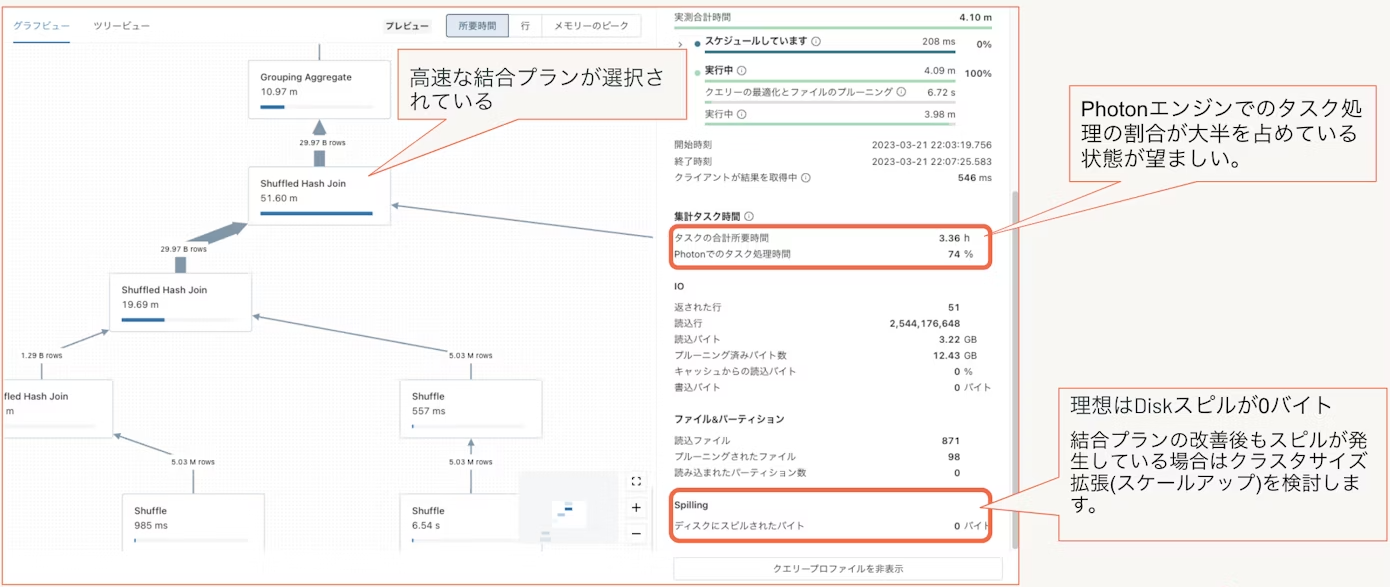 グラフビュー
ツリービュー
プレビュー
所要時間
行
メモリーのピーク
Grouping Aggregate
10.97 m
29.97 B rows
Shuffled Hash Join
51.60 m
29.97 B rows
Shuffled Hash Join
19.69 m
1.29 B rows
5.03 M rows
fled Hash Join
m
Shuffle
557 ms
5.03 M rows
5.03 M rows
Shuffle
985 ms
Shuffle
6.54 s
高速な結合プランが選択さ
れている
実測合計時間 4.10 m
スケジュールしています 208 ms 0%
実行中 4.09 m 100%
クエリーの最適化とファイルのプルーニング 6.72 s
実行中 3.98 m
開始時刻 2023-03-21 22:03:19.756
終了時刻 2023-03-21 22:07:25.583
クライアントが結果を取得中 546 ms
集計タスク時間
タスクの合計所要時間 3.36 h
Photonでのタスク処理時間 74 %
IO
返された行 51
読込行 2,544,176,648
読込バイト 3.22 GB
プルーニング済みバイト数 12.43 GB
キャッシュからの読込バイト 0 %
書込バイト 0 バイト
ファイル&パーティション
読込ファイル 871
プルーニングされたファイル 98
読み込まれたパーティション数 0
Spilling
ディスクにスピルされたバイト 0 バイト
クエリープロファイルを非表示
Photonエンジンでのタスク処
理の割合が大半を占めている
状態が望ましい。
理想はDiskスピルが0バイト
結合プランの改善後もスピルが発
生している場合はクラスタサイズ
拡張(スケールアップ)を検討しま
す。